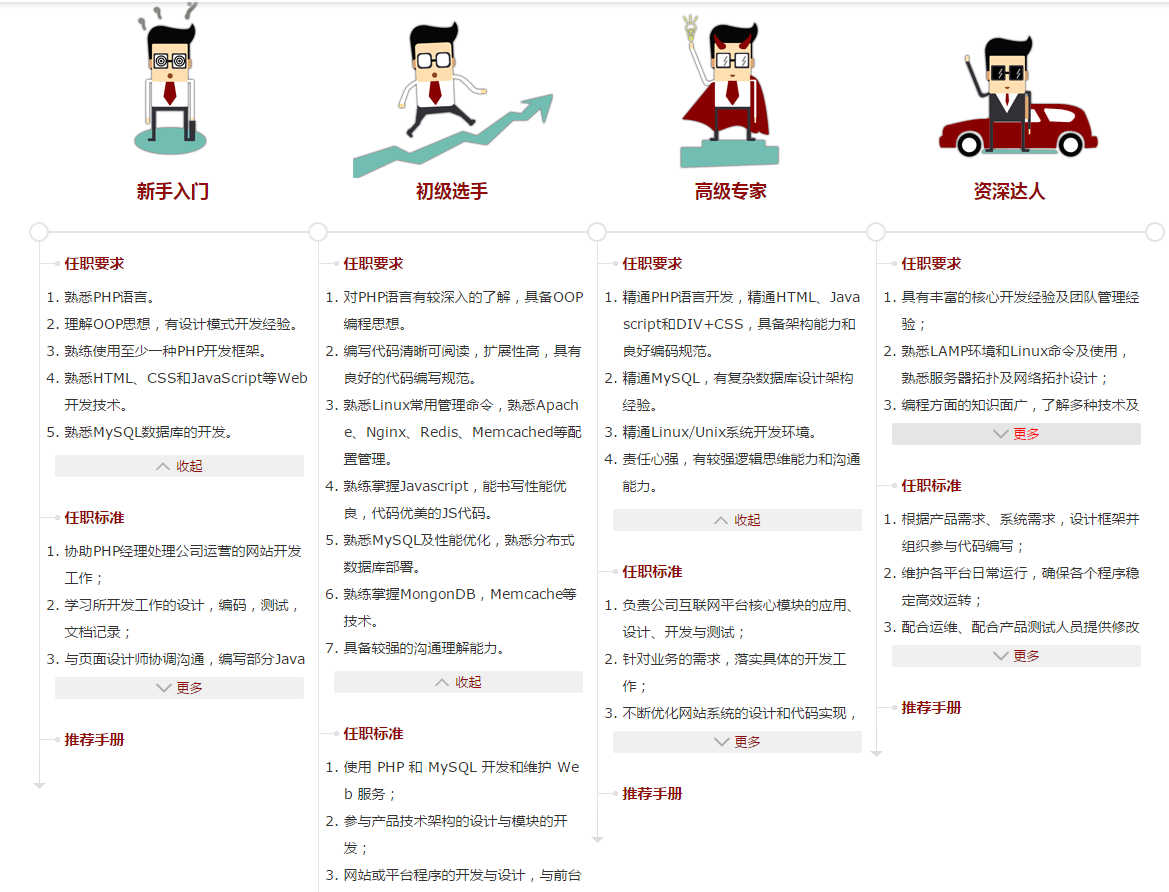 新手入门
初级选手
高级专家
资深达人
任职要求
1. 熟悉PHP语言。
2. 理解OOP思想，有设计模式开发经验。
3. 熟练使用至少一种PHP开发框架。
4. 熟悉HTML、CSS和JavaScript等Web
开发技术。
5. 熟悉MySQL数据库的开发。
收起
任职标准
1. 协助PHP经理处理公司运营的网站开发
工作；
2. 学习所开发工作的设计，编码，测试，
文档记录；
3. 与页面设计师协调沟通，编写部分Java
更多
推荐手册
任职要求
1. 对PHP语言有较深入的了解，具备OOP
编程思想。
2. 编写代码清晰可阅读，扩展性高，具有
良好的代码编写规范。
3. 熟悉Linux常用管理命令，熟悉Apach
e、Nginx、Redis、Memcached等配
置管理。
4. 熟练掌握Javascript，能书写性能优
良，代码优美的JS代码。
5. 熟悉MySQL及性能优化，熟悉分布式
数据库部署。
6. 熟练掌握MongonDB，Memcache等
技术。
7. 具备较强的沟通理解能力。
收起
任职标准
1. 使用 PHP 和 MySQL 开发和维护 We
b 服务；
2. 参与产品技术架构的设计与模块的开
发；
3. 网站或平台程序的开发与设计，与前台
任职要求
1. 精通PHP语言开发，精通HTML、Java
script和DIV+CSS，具备架构能力和
良好编码规范。
2. 精通MySQL，有复杂数据库设计架构
经验。
3. 精通Linux/Unix系统开发环境。
4. 责任心强，有较强逻辑思维能力和沟通
能力。
收起
任职标准
1. 负责公司互联网平台核心模块的应用、
设计、开发与测试；
2. 针对业务的需求，落实具体的开发工
作；
3. 不断优化网站系统的设计和代码实现，
更多
推荐手册
任职要求
1. 具有丰富的核心开发经验及团队管理经
验；
2. 熟悉LAMP环境和Linux命令及使用，
熟悉服务器拓扑及网络拓扑设计；
3. 编程方面的知识面广，了解多种技术及
更多
任职标准
1. 根据产品需求、系统需求，设计框架并
组织参与代码编写；
2. 维护各平台日常运行，确保各个程序稳
定高效运转；
3. 配合运维、配合产品测试人员提供修改
更多
推荐手册